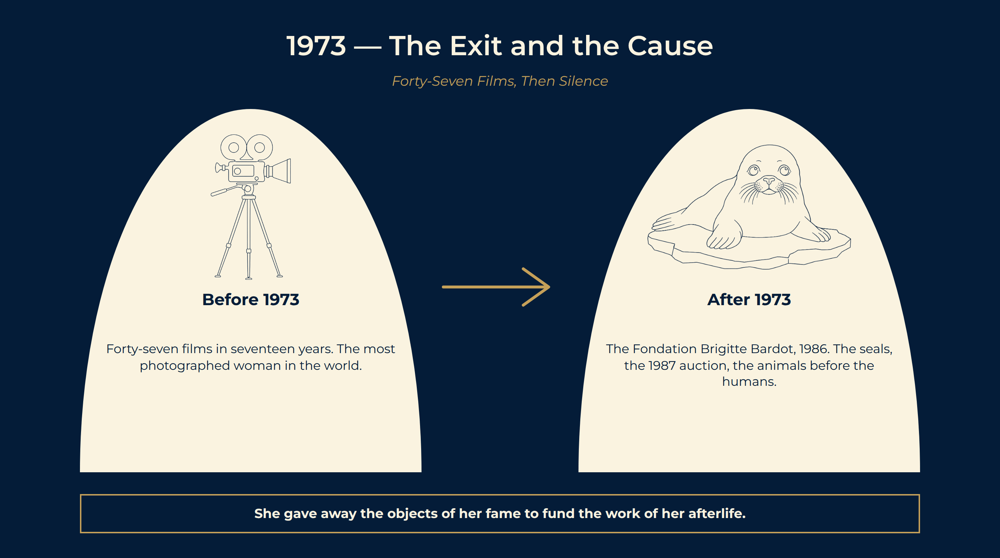 1973 — The Exit and the Cause
Forty-Seven Films, Then Silence
Before 1973
Forty-seven films in seventeen years. The most
photographed woman in the world.
After 1973
The Fondation Brigitte Bardot, 1986. The seals,
the 1987 auction, the animals before the
humans.
She gave away the objects of her fame to fund the work of her afterlife.